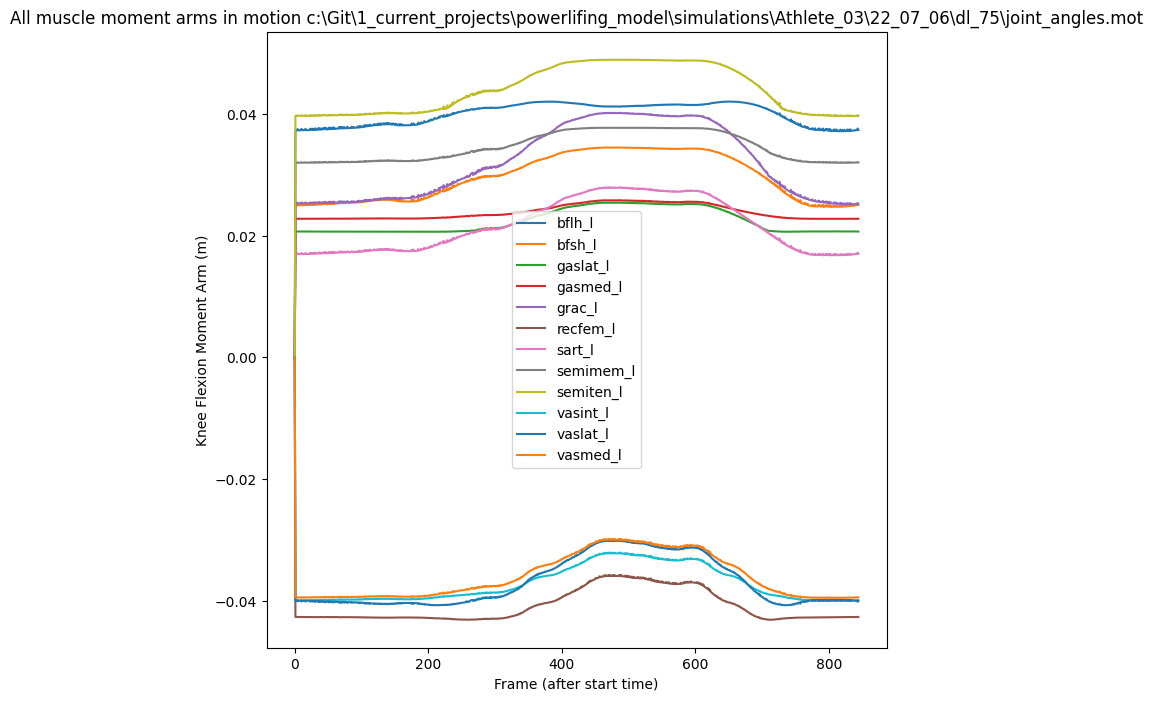 All muscle moment arms in motion c:\Git\1_current_projects\powerlifing_model\simulations\Athlete_03\22_07_06\dl_75\joint_angles.mot
0.04
0.02
0.00
−0.02
−0.04
Knee Flexion Moment Arm (m)
bflh_l
bfsh_l
gaslat_l
gasmed_l
grac_l
recfem_l
sart_l
semimem_l
semiten_l
vasint_l
vaslat_l
vasmed_l
0 200 400 600 800
Frame (after start time)